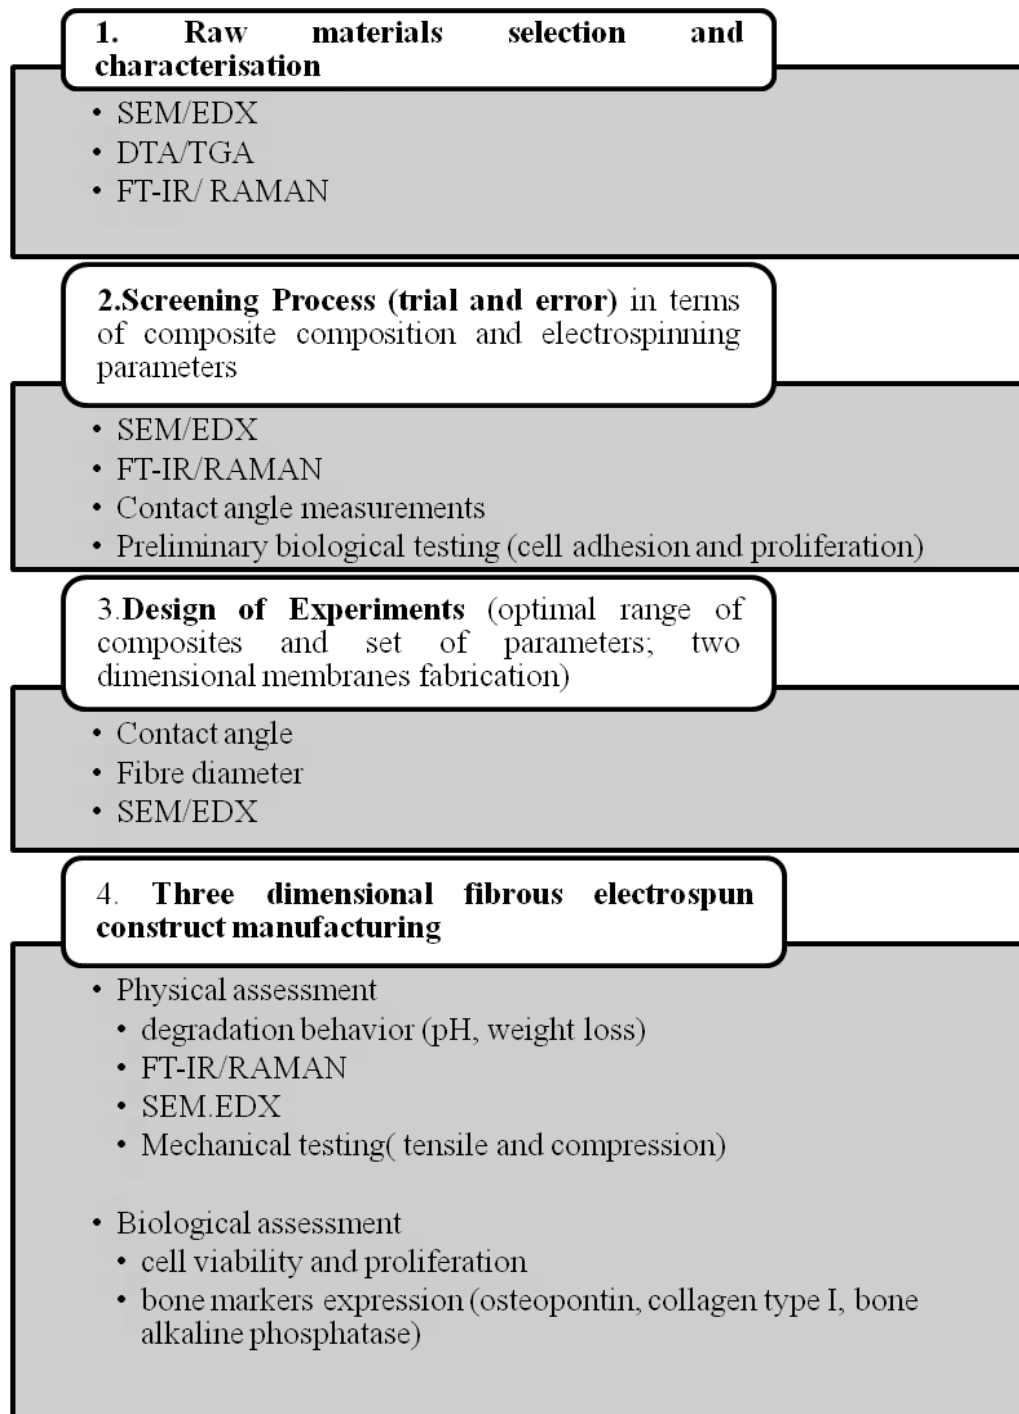 1. Raw materials selection and
characterisation
• SEM/EDX
• DTA/TGA
• FT-IR/ RAMAN
2.Screening Process (trial and error) in terms
of composite composition and electrospinning
parameters
• SEM/EDX
• FT-IR/RAMAN
• Contact angle measurements
• Preliminary biological testing (cell adhesion and proliferation)
3.Design of Experiments (optimal range of
composites and set of parameters; two
dimensional membranes fabrication)
• Contact angle
• Fibre diameter
• SEM/EDX
4. Three dimensional fibrous electrospun
construct manufacturing
• Physical assessment
• degradation behavior (pH, weight loss)
• FT-IR/RAMAN
• SEM.EDX
• Mechanical testing( tensile and compression)
• Biological assessment
• cell viability and proliferation
• bone markers expression (osteopontin, collagen type I, bone
alkaline phosphatase)